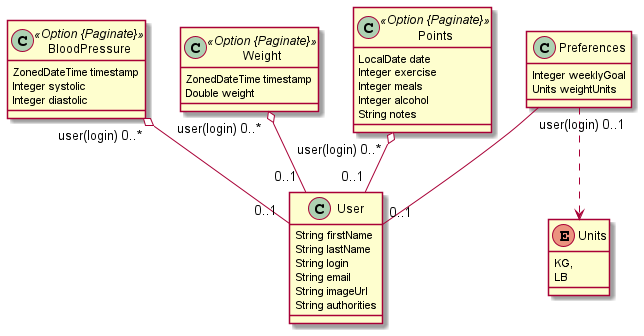 C «Option {Paginate}»
BloodPressure
ZonedDateTime timestamp
Integer systolic
Integer diastolic
C «Option {Paginate}»
Weight
ZonedDateTime timestamp
Double weight
C «Option {Paginate}»
Points
LocalDate date
Integer exercise
Integer meals
Integer alcohol
String notes
C Preferences
Integer weeklyGoal
Units weightUnits
user(login) 0..*
user(login) 0..*
user(login) 0..*
user(login) 0..1
0..1
0..1
0..1
0..1
C User
String firstName
String lastName
String login
String email
String imageUrl
String authorities
E Units
KG,
LB